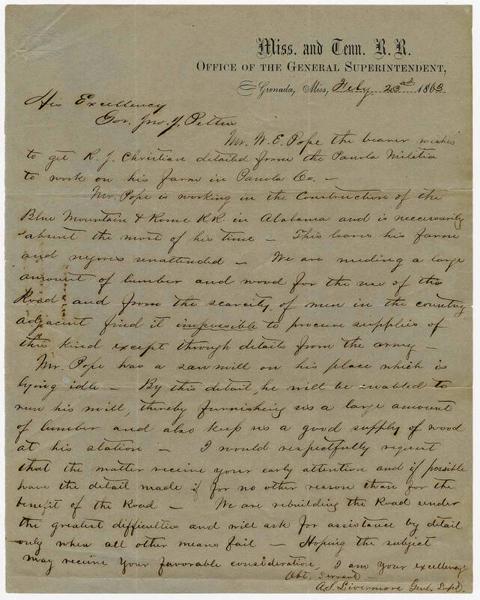 Miss. and Tenn. R.R.
Office of the General Superintendent,
Grenada, Miss, Feby. 23rd 1863
His Excellency
Gov. Jno. J. Pettus
Mr. W. E. Pope the bearer wishes
to get R. J. Christian detailed from the Panola Militia
to work on his farm in Panola Co. —
Mr. Pope is working in the Construction of the
Blue Mountain & Rome RR in Alabama and is necessarily
absent the most of his time — This leaves his farm
and negroes unattended — We are needing a large
amount of lumber and wood for the use of the
Road and from the scarcity of men in the country
adjacent find it impossible to procure supplies of
this kind except through details from the army —
Mr. Pope has a saw mill on his place which is
lying idle — By this detail he will be enabled to
run his mill, thereby furnishing us a large amount
of lumber and also keep us a good supply of wood
at his station — I would respectfully request
that the matter receive your early attention and if possible
have the detail made if for no other reason than for the
benefit of the Road — We are rebuilding the Road under
the greatest difficulties and will ask for assistance by detail
only when all other means fail — Hoping the subject
may receive your favorable consideration, I am your excellency
Obt. Servant
A. S. Livermore Genl. Supt.